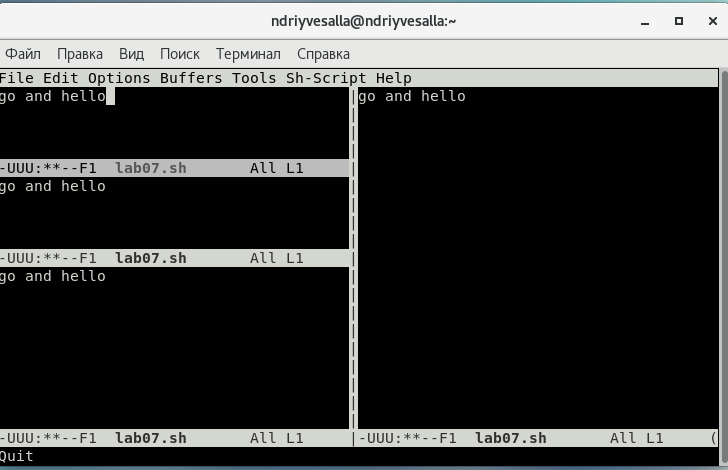 ndriyvesalla@ndriyvesalla:~
Файл Правка Вид Поиск Терминал Справка
File Edit Options Buffers Tools Sh-Script Help
go and hello
-UUU:**--F1 lab07.sh All L1
go and hello
-UUU:**--F1 lab07.sh All L1
go and hello
-UUU:**--F1 lab07.sh All L1
go and hello
-UUU:**--F1 lab07.sh All L1 (
Quit